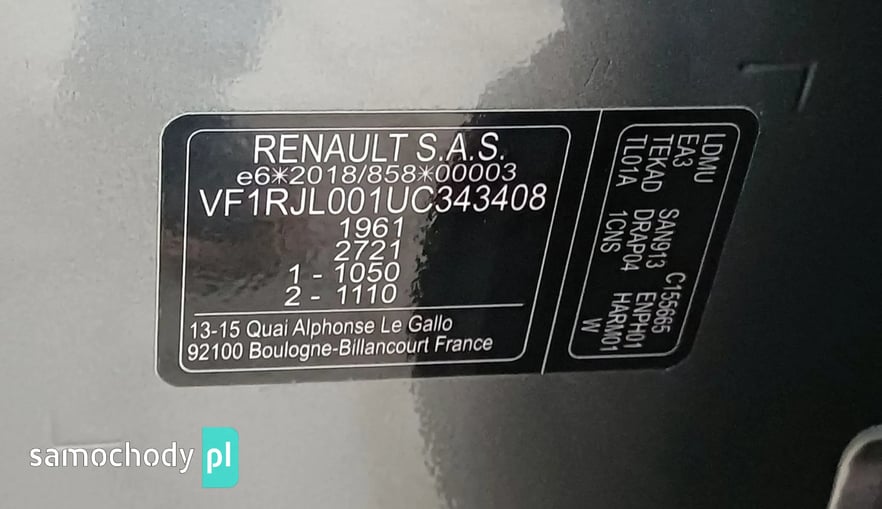 RENAULT S.A.S.
e6*2018/858*00003
VF1RJL001UC343408
1961
2721
1 - 1050
2 - 1110
13-15 Quai Alphonse Le Gallo
92100 Boulogne-Billancourt France
LDMU SAN913 C155665
EA3 DRAP04 ENPH01
TEKAD 1CNS HARM01
TL01A W
samochody pl